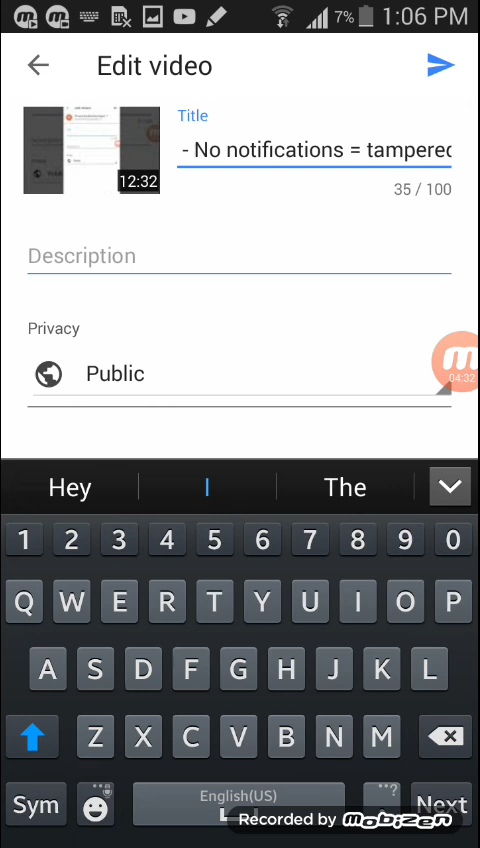 7% 1:06 PM
Edit video
Title
- No notifications = tampered
12:32
35 / 100
Description
Privacy
Public
04:32
Hey I The
1 2 3 4 5 6 7 8 9 0
Q W E R T Y U I O P
A S D F G H J K L
Z X C V B N M
Sym English(US) ? Next
Recorded by mobizen